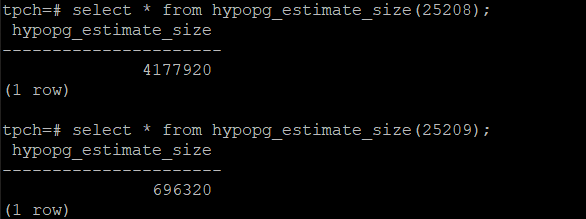 tpch=# select * from hypopg_estimate_size(25208);
 hypopg_estimate_size
----------------------
              4177920
(1 row)

tpch=# select * from hypopg_estimate_size(25209);
 hypopg_estimate_size
----------------------
               696320
(1 row)